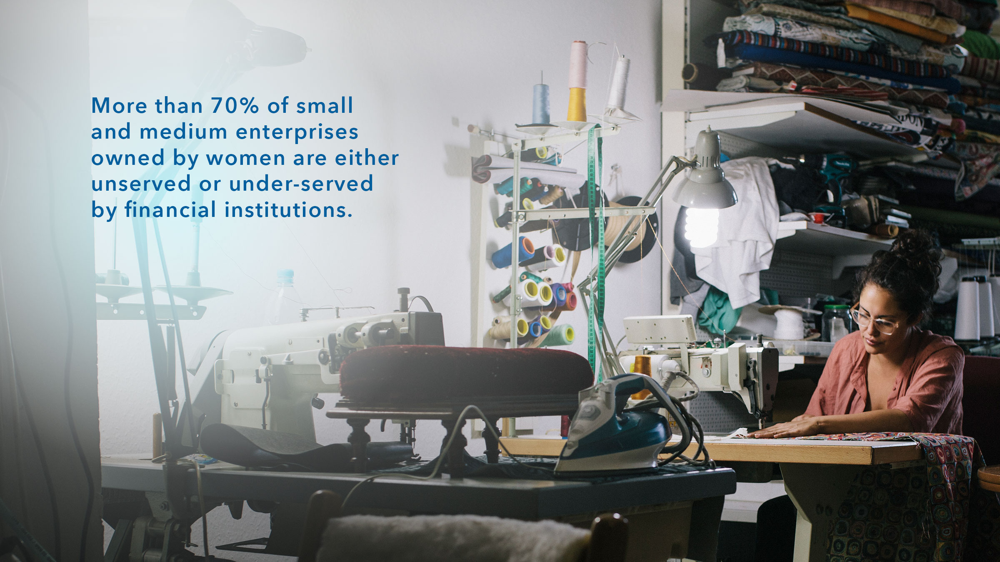 More than 70% of small
and medium enterprises
owned by women are either
unserved or under-served
by financial institutions.